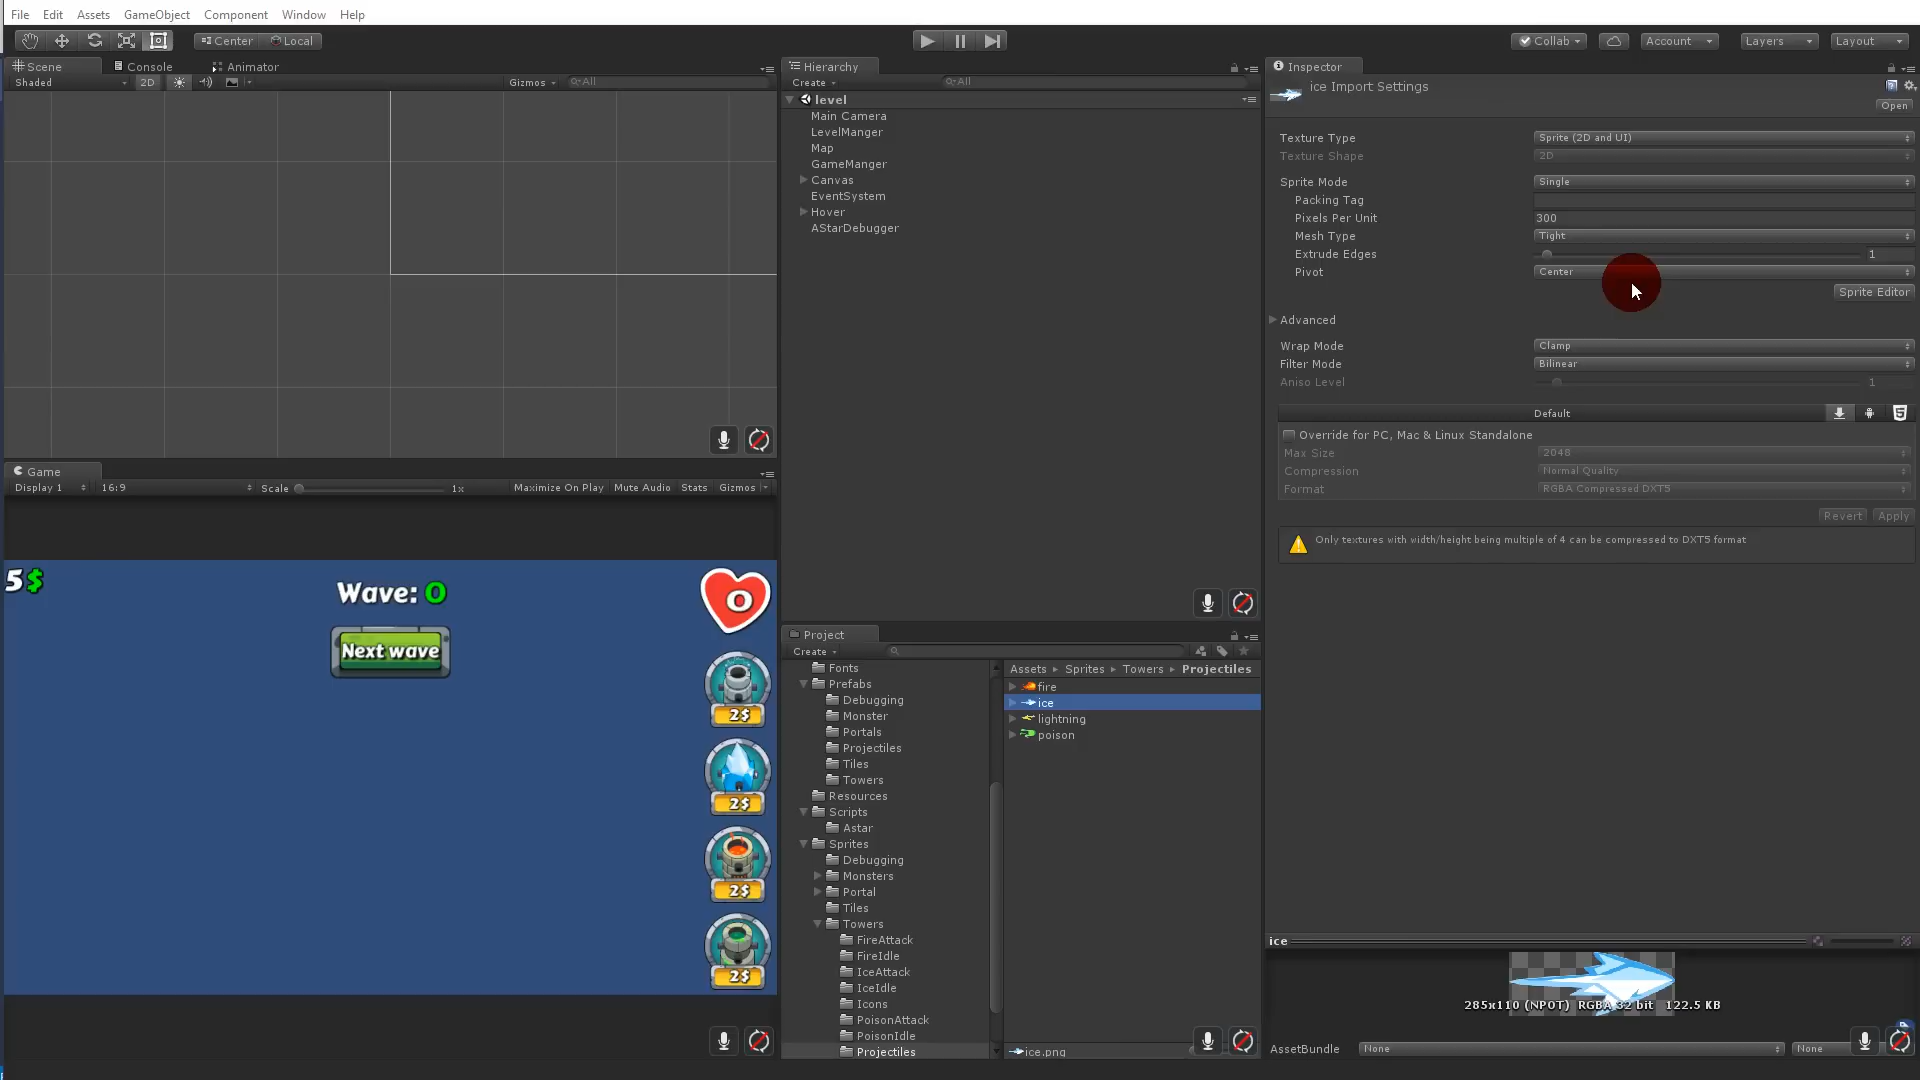 File Edit Assets GameObject Component Window Help
Center Local
Collab Account Layers Layout
Scene Console Animator
Shaded 2D Gizmos All
Hierarchy
Create All
level
Main Camera
LevelManger
Map
GameManger
Canvas
EventSystem
Hover
AStarDebugger
Inspector
ice Import Settings
Open
Texture Type Sprite (2D and UI)
Texture Shape 2D
Sprite Mode Single
Packing Tag
Pixels Per Unit 300
Mesh Type Tight
Extrude Edges 1
Pivot Center
Sprite Editor
Advanced
Wrap Mode Clamp
Filter Mode Bilinear
Aniso Level 1
Default
Override for PC, Mac & Linux Standalone
Max Size 2048
Compression Normal Quality
Format RGBA Compressed DXT5
Revert Apply
Only textures with width/height being multiple of 4 can be compressed to DXT5 format
Game
Display 1 16:9 Scale 1x Maximize On Play Mute Audio Stats Gizmos
5$
Wave: 0
0
Next wave
2$
2$
2$
2$
Project
Create
Fonts
Prefabs
Debugging
Monster
Portals
Projectiles
Tiles
Towers
Resources
Scripts
Astar
Sprites
Debugging
Monsters
Portal
Tiles
Towers
FireAttack
FireIdle
IceAttack
IceIdle
Icons
PoisonAttack
PoisonIdle
Projectiles
Assets Sprites Towers Projectiles
fire
ice
lightning
poison
ice.png
ice
285x110 (NPOT) RGBA 32 bit 122.5 KB
AssetBundle None None